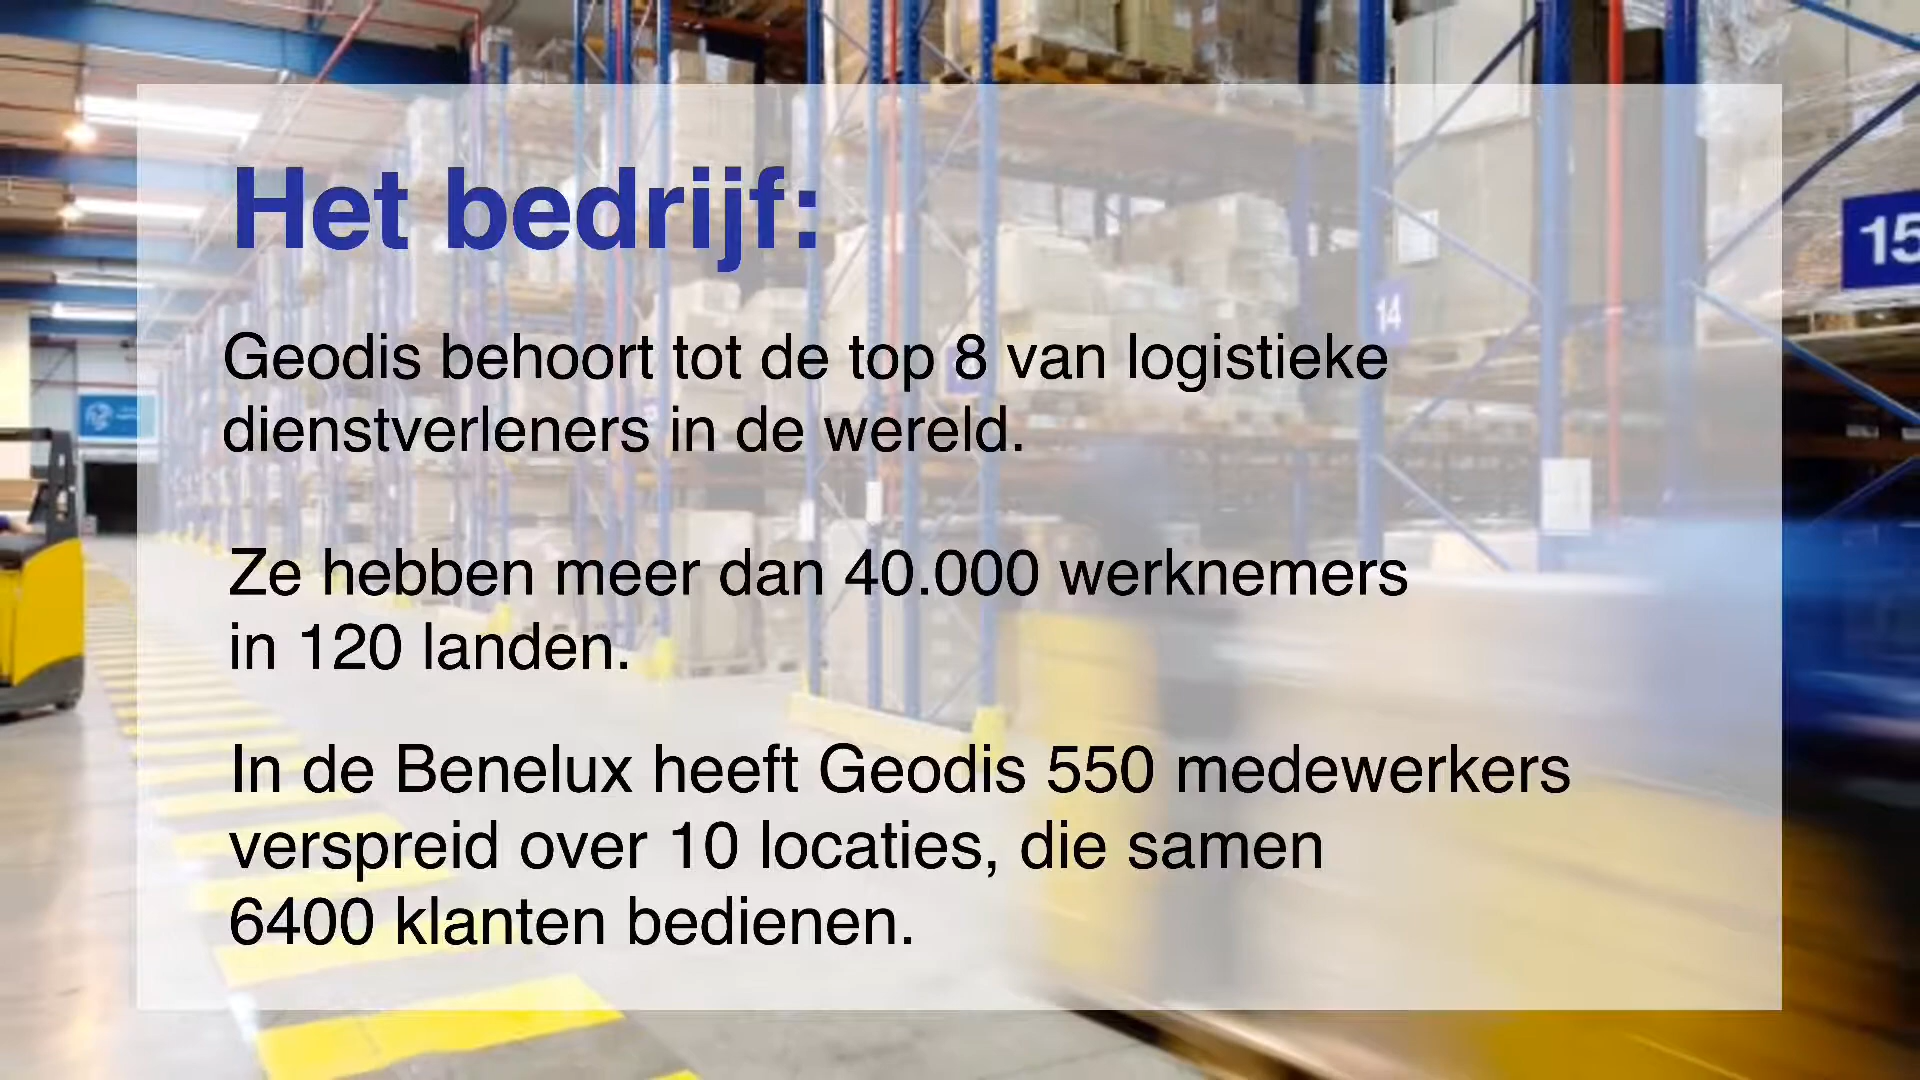 Het bedrijf:
Geodis behoort tot de top 8 van logistieke
dienstverleners in de wereld.
Ze hebben meer dan 40.000 werknemers
in 120 landen.
In de Benelux heeft Geodis 550 medewerkers
verspreid over 10 locaties, die samen
6400 klanten bedienen.
14
15